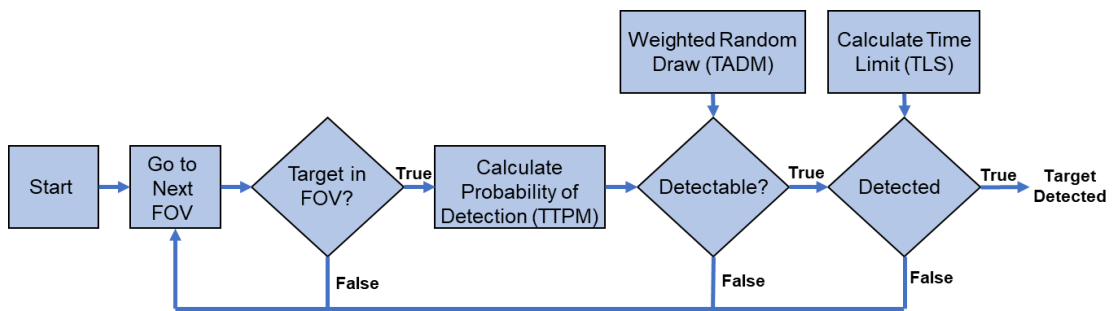 Weighted Random
Draw (TADM)
Calculate Time
Limit (TLS)
Start
Go to
Next
FOV
Target in
FOV?
True
Calculate
Probability of
Detection (TTPM)
Detectable?
True
Detected
True
Target
Detected
False
False
False